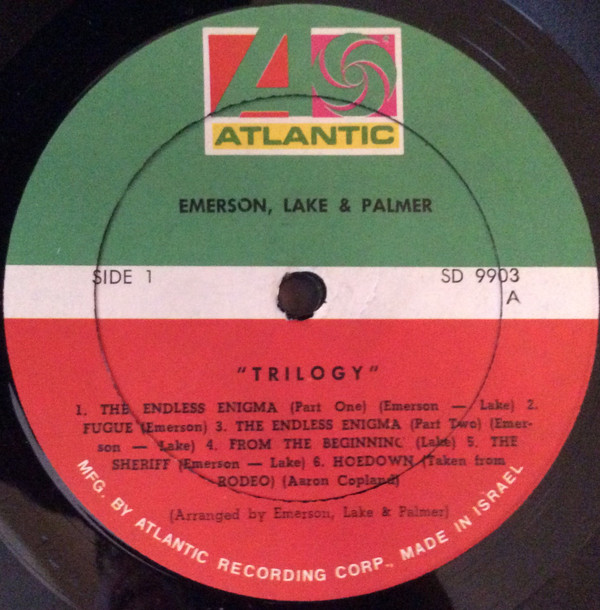 ATLANTIC
EMERSON, LAKE & PALMER
SIDE 1
SD 9903
A
"TRILOGY"
1. THE ENDLESS ENIGMA (Part One) (Emerson — Lake) 2.
FUGUE (Emerson) 3. THE ENDLESS ENIGMA (Part Two) (Emer-
son — Lake) 4. FROM THE BEGINNING (Lake) 5. THE
SHERIFF (Emerson — Lake) 6. HOEDOWN (Taken from
RODEO) (Aaron Copland)
(Arranged by Emerson, Lake & Palmer)
MFG. BY ATLANTIC RECORDING CORP., MADE IN ISRAEL